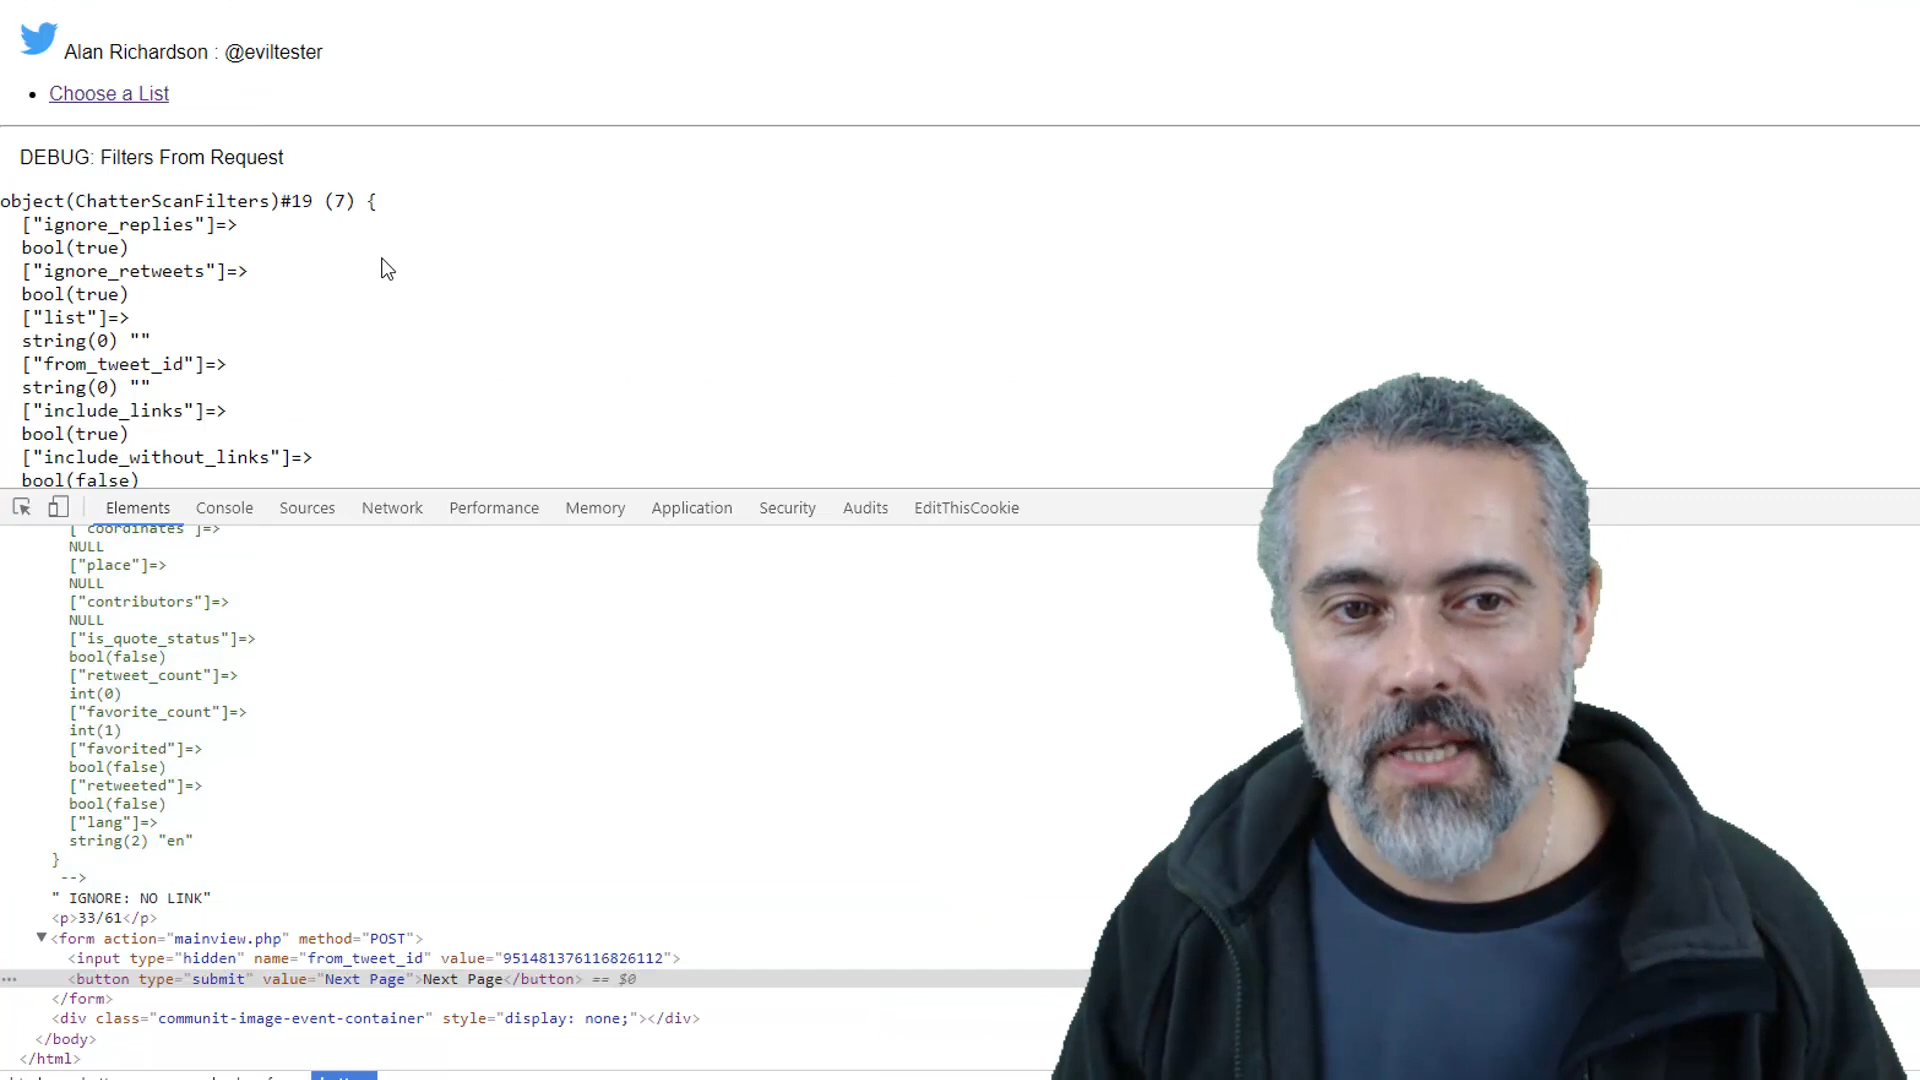 Alan Richardson : @eviltester
• Choose a List
DEBUG: Filters From Request
object(ChatterScanFilters)#19 (7) {
["ignore_replies"]=>
bool(true)
["ignore_retweets"]=>
bool(true)
["list"]=>
string(0) ""
["from_tweet_id"]=>
string(0) ""
["include_links"]=>
bool(true)
["include_without_links"]=>
bool(false)
Elements Console Sources Network Performance Memory Application Security Audits EditThisCookie
["coordinates"]=>
NULL
["place"]=>
NULL
["contributors"]=>
NULL
["is_quote_status"]=>
bool(false)
["retweet_count"]=>
int(0)
["favorite_count"]=>
int(1)
["favorited"]=>
bool(false)
["retweeted"]=>
bool(false)
["lang"]=>
string(2) "en"
}
-->
" IGNORE: NO LINK"
<p>33/61</p>
▼<form action="mainview.php" method="POST">
<input type="hidden" name="from_tweet_id" value="951481376116826112">
... <button type="submit" value="Next Page">Next Page</button> == $0
</form>
<div class="communit-image-event-container" style="display: none;"></div>
</body>
</html>